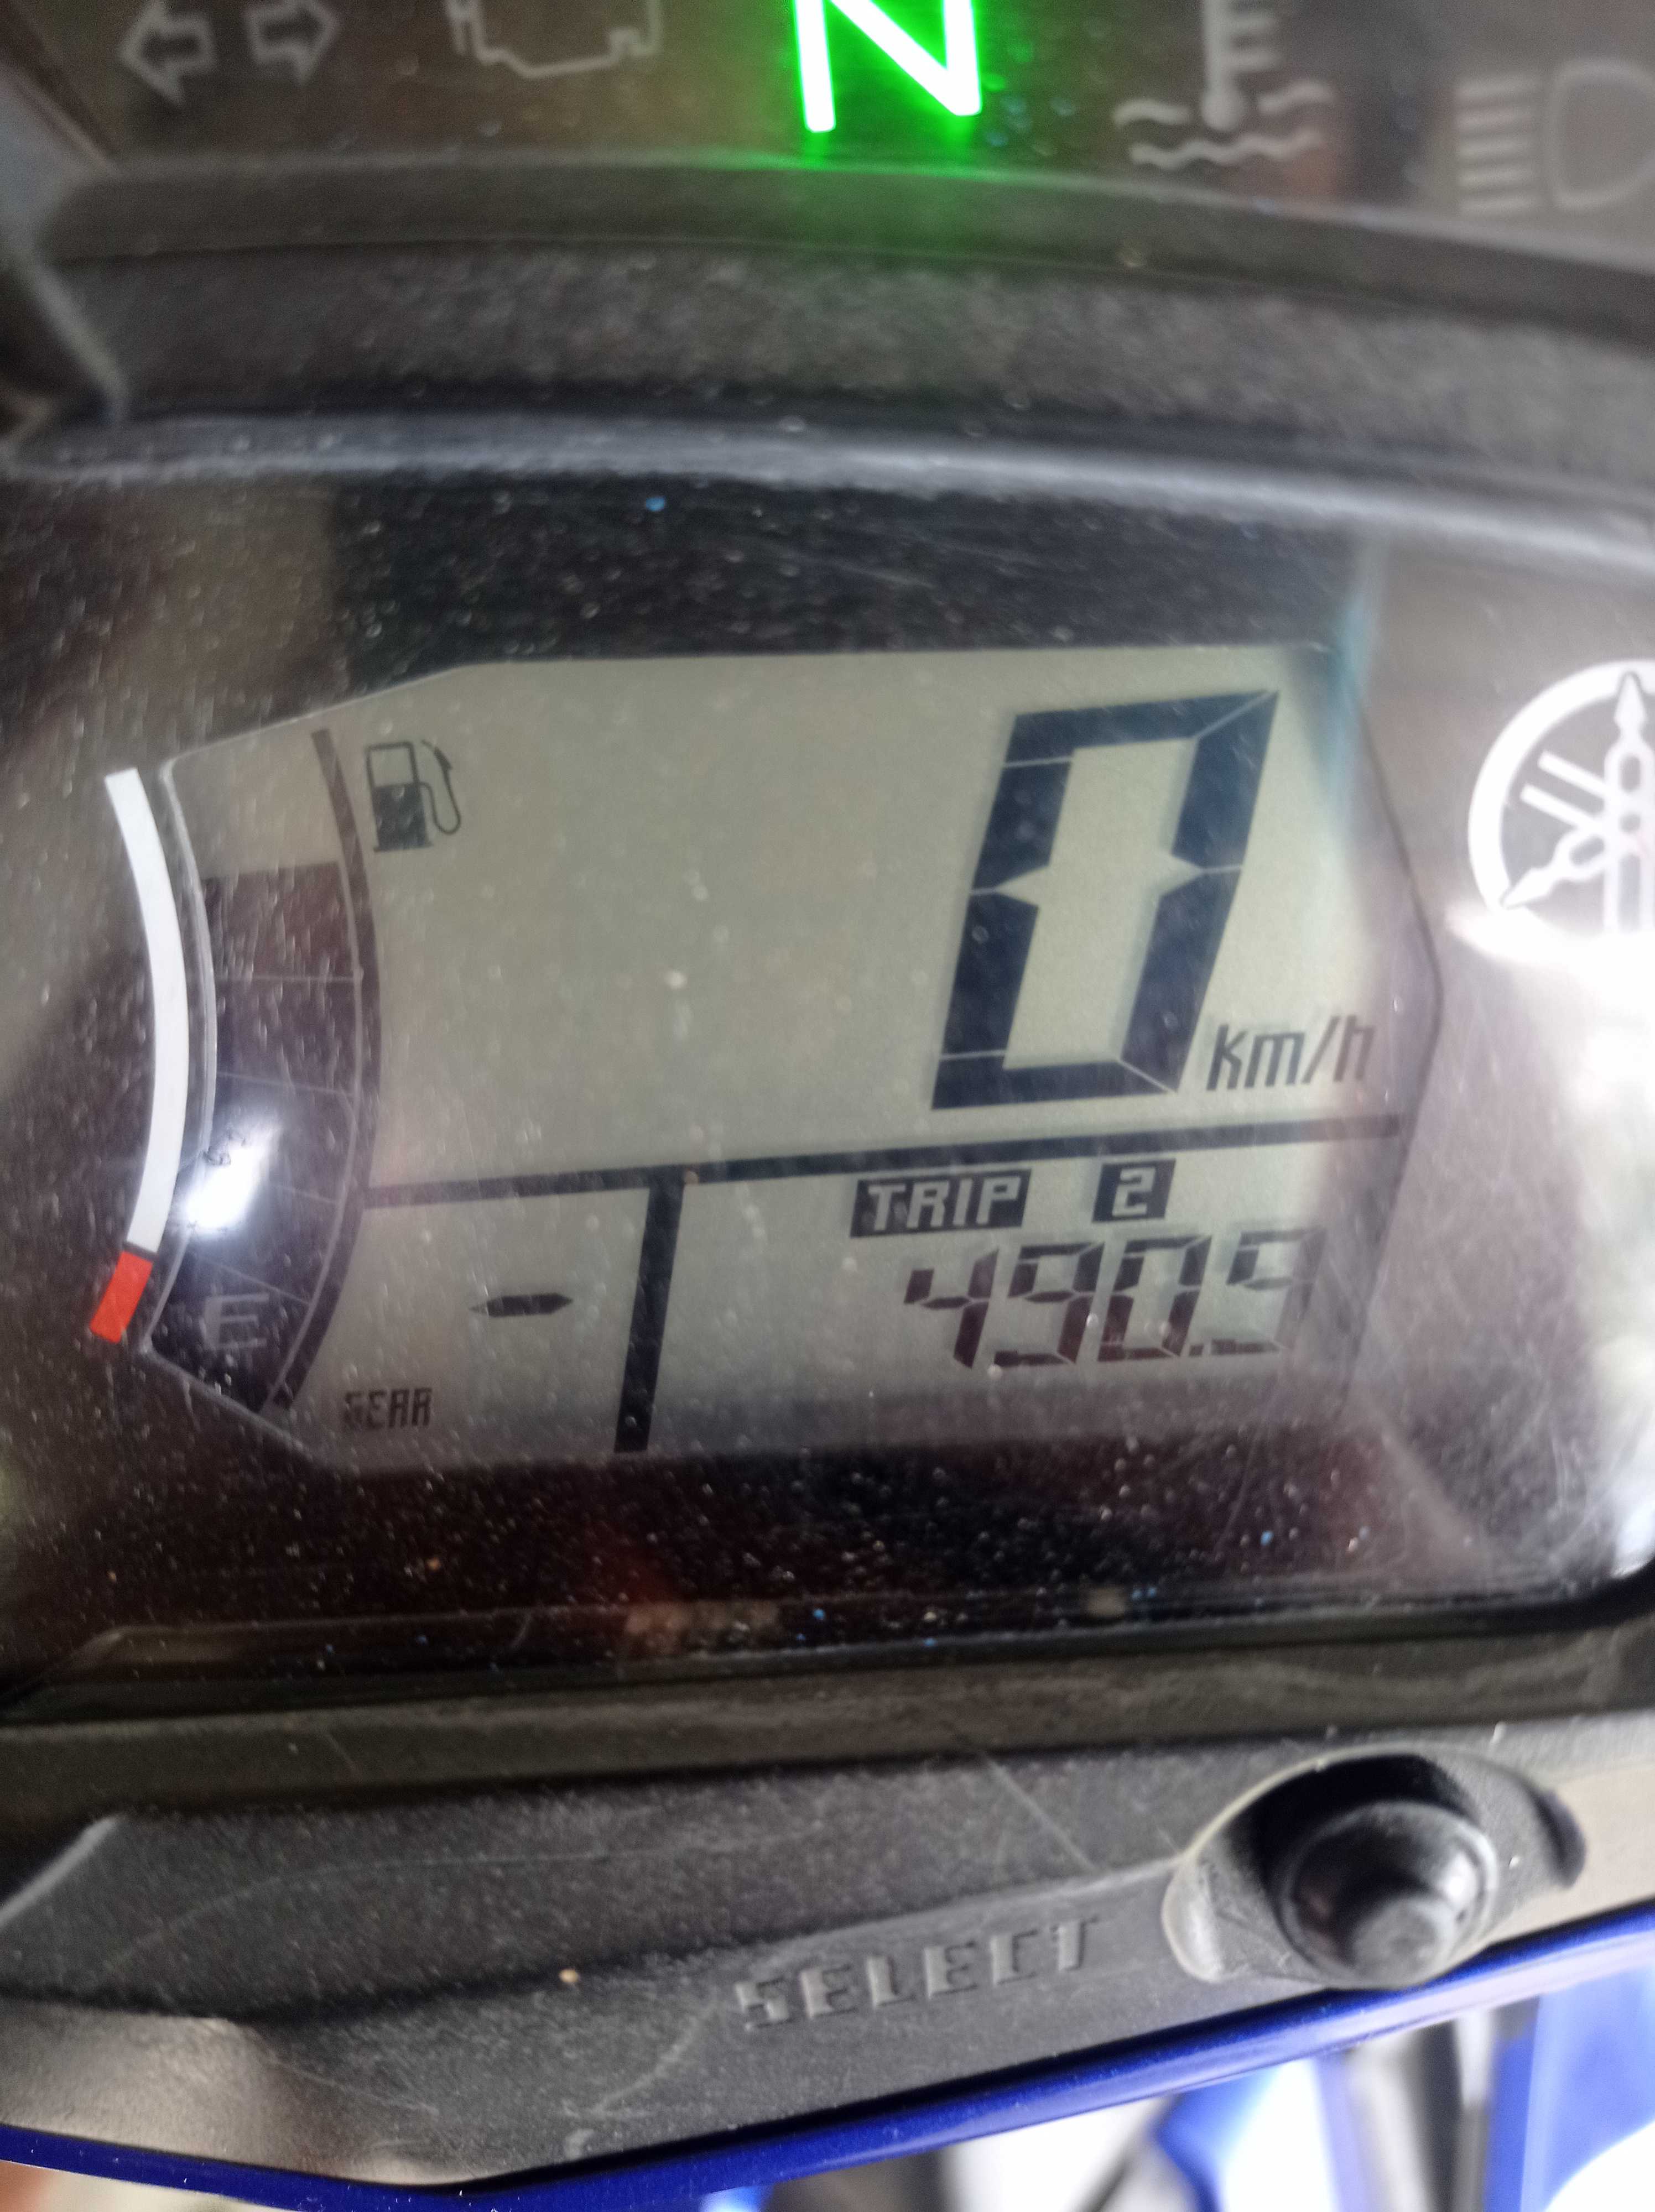 N
0 km/h
TRIP 2
490.9
E
-
GEAR
SELECT